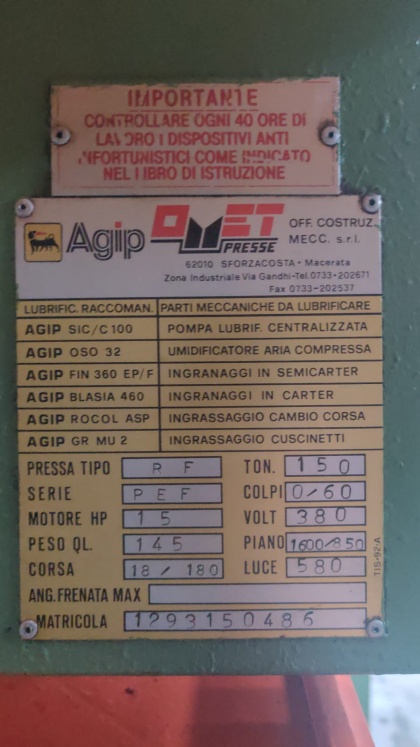 IMPORTANTE
CONTROLLARE OGNI 40 ORE DI
LAVORO I DISPOSITIVI ANTI
INFORTUNISTICI COME INDICATO
NEL LIBRO DI ISTRUZIONE
Agip OMET PRESSE OFF. COSTRUZ. MECC. s.r.l.
62010 SFORZACOSTA • Macerata
Zona Industriale Via Gandhi-Tel.0733-202671
Fax 0733-202537
LUBRIFIC. RACCOMAN. PARTI MECCANICHE DA LUBRIFICARE
AGIP SIC/C 100 POMPA LUBRIF. CENTRALIZZATA
AGIP OSO 32 UMIDIFICATORE ARIA COMPRESSA
AGIP FIN 360 EP/F INGRANAGGI IN SEMICARTER
AGIP BLASIA 460 INGRANAGGI IN CARTER
AGIP ROCOL ASP INGRASSAGGIO CAMBIO CORSA
AGIP GR MU 2 INGRASSAGGIO CUSCINETTI
PRESSA TIPO RF TON. 150
SERIE PEF COLPI 0/60
MOTORE HP 15 VOLT 380
PESO QL. 145 PIANO 1600/850
CORSA 18 / 180 LUCE 580
ANG.FRENATA MAX
MATRICOLA 1293150486
TIS-92-A